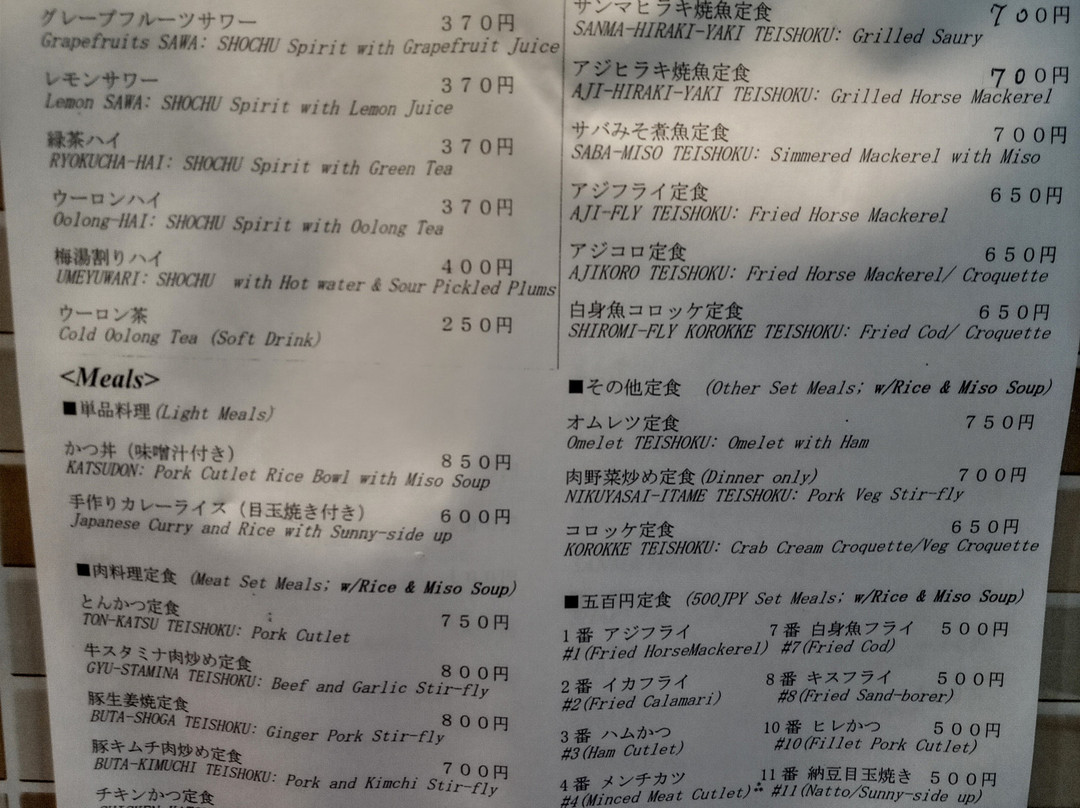 グレープフルーツサワー ３７０円
Grapefruits SAWA: SHOCHU Spirit with Grapefruit Juice
レモンサワー ３７０円
Lemon SAWA: SHOCHU Spirit with Lemon Juice
緑茶ハイ ３７０円
RYOKUCHA-HAI: SHOCHU Spirit with Green Tea
ウーロンハイ ３７０円
Oolong-HAI: SHOCHU Spirit with Oolong Tea
梅湯割りハイ ４００円
UMEYUWARI: SHOCHU with Hot water & Sour Pickled Plums
ウーロン茶 ２５０円
Cold Oolong Tea (Soft Drink)
<Meals>
■単品料理(Light Meals)
かつ丼（味噌汁付き） ８５０円
KATSUDON: Pork Cutlet Rice Bowl with Miso Soup
手作りカレーライス（目玉焼き付き） ６００円
Japanese Curry and Rice with Sunny-side up
■肉料理定食 (Meat Set Meals; w/Rice & Miso Soup)
とんかつ定食 ７５０円
TON-KATSU TEISHOKU: Pork Cutlet
牛スタミナ肉炒め定食 ８００円
GYU-STAMINA TEISHOKU: Beef and Garlic Stir-fly
豚生姜焼定食 ８００円
BUTA-SHOGA TEISHOKU: Ginger Pork Stir-fly
豚キムチ肉炒め定食 ７００円
BUTA-KIMUCHI TEISHOKU: Pork and Kimchi Stir-fly
チキンかつ定食
サンマヒラキ焼魚定食 ７００円
SANMA-HIRAKI-YAKI TEISHOKU: Grilled Saury
アジヒラキ焼魚定食 ７００円
AJI-HIRAKI-YAKI TEISHOKU: Grilled Horse Mackerel
サバみそ煮魚定食 ７００円
SABA-MISO TEISHOKU: Simmered Mackerel with Miso
アジフライ定食 ６５０円
AJI-FLY TEISHOKU: Fried Horse Mackerel
アジコロ定食 ６５０円
AJIKORO TEISHOKU: Fried Horse Mackerel/ Croquette
白身魚コロッケ定食 ６５０円
SHIROMI-FLY KOROKKE TEISHOKU: Fried Cod/ Croquette
■その他定食 (Other Set Meals; w/Rice & Miso Soup)
オムレツ定食 ７５０円
Omelet TEISHOKU: Omelet with Ham
肉野菜炒め定食(Dinner only) ７００円
NIKUYASAI-ITAME TEISHOKU: Pork Veg Stir-fly
コロッケ定食 ６５０円
KOROKKE TEISHOKU: Crab Cream Croquette/Veg Croquette
■五百円定食 (500JPY Set Meals; w/Rice & Miso Soup)
1番 アジフライ 7番 白身魚フライ ５００円
#1(Fried HorseMackerel) #7(Fried Cod)
2番 イカフライ 8番 キスフライ ５００円
#2(Fried Calamari) #8(Fried Sand-borer)
3番 ハムかつ 10番 ヒレかつ ５００円
#3(Ham Cutlet) #10(Fillet Pork Cutlet)
4番 メンチカツ 11番 納豆目玉焼き ５００円
#4(Minced Meat Cutlet) #11(Natto/Sunny-side up)